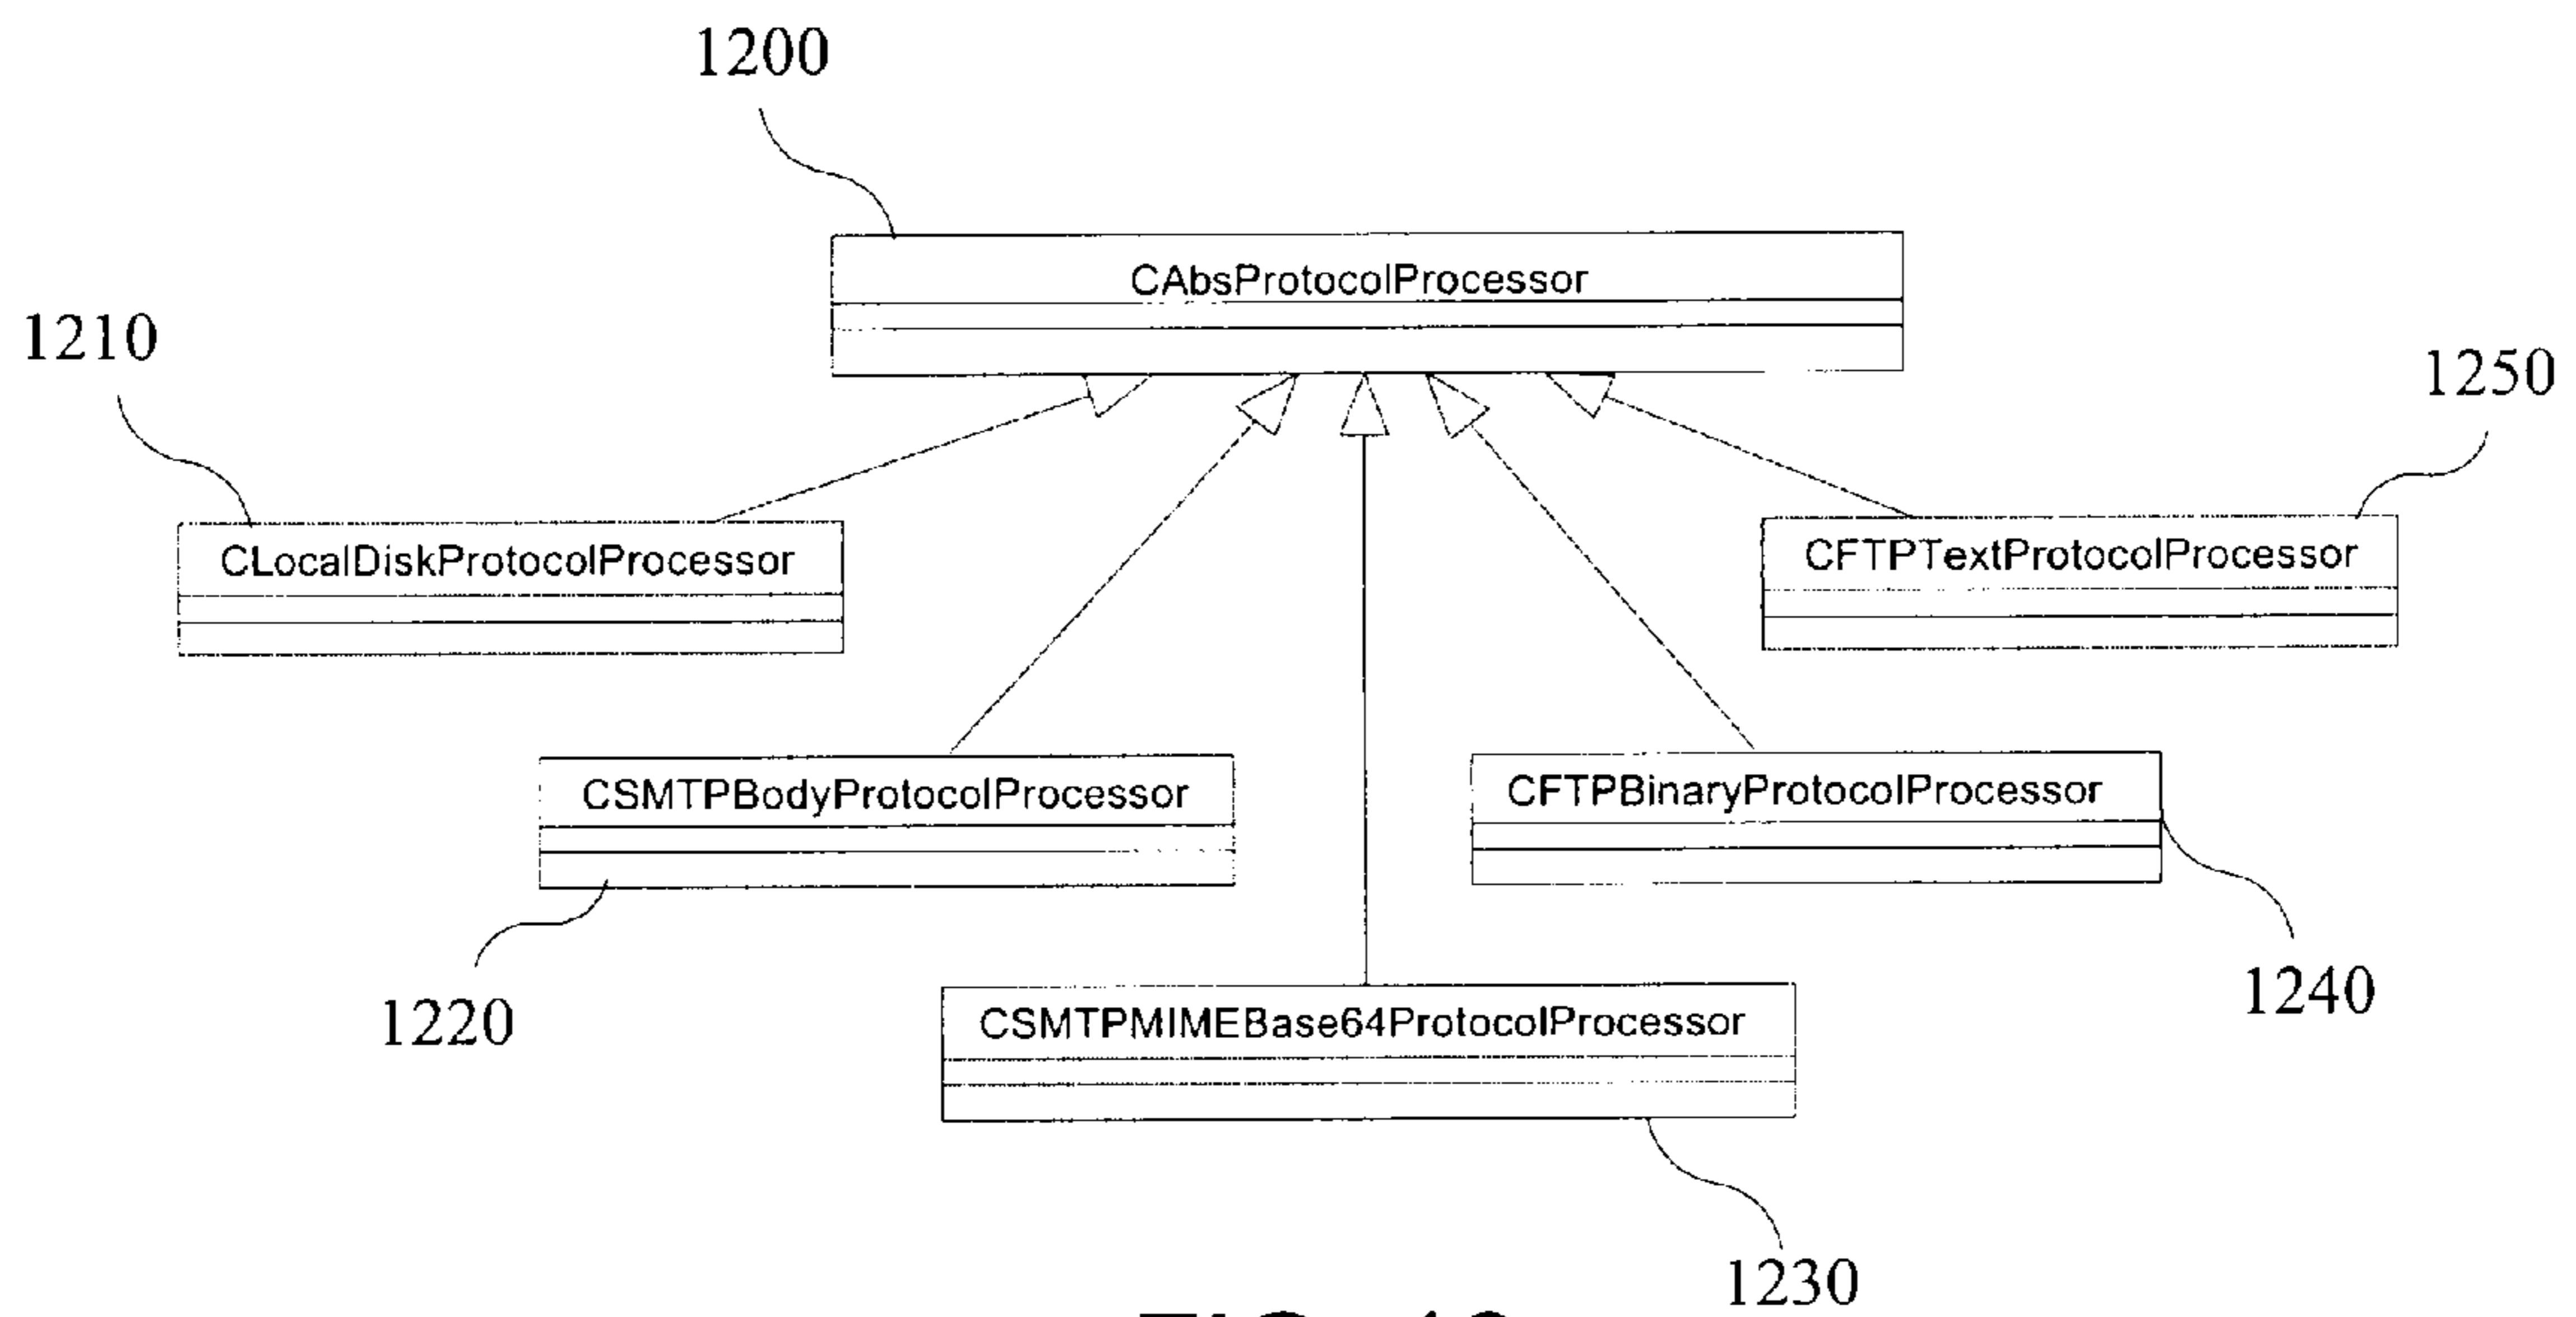 1200
CAbsProtocolProcessor
1210
1250
CLocalDiskProtocolProcessor
CFTPTextProtocolProcessor
CSMTPBodyProtocolProcessor
CFTPBinaryProtocolProcessor
1220
1240
CSMTPMIMEBase64ProtocolProcessor
1230